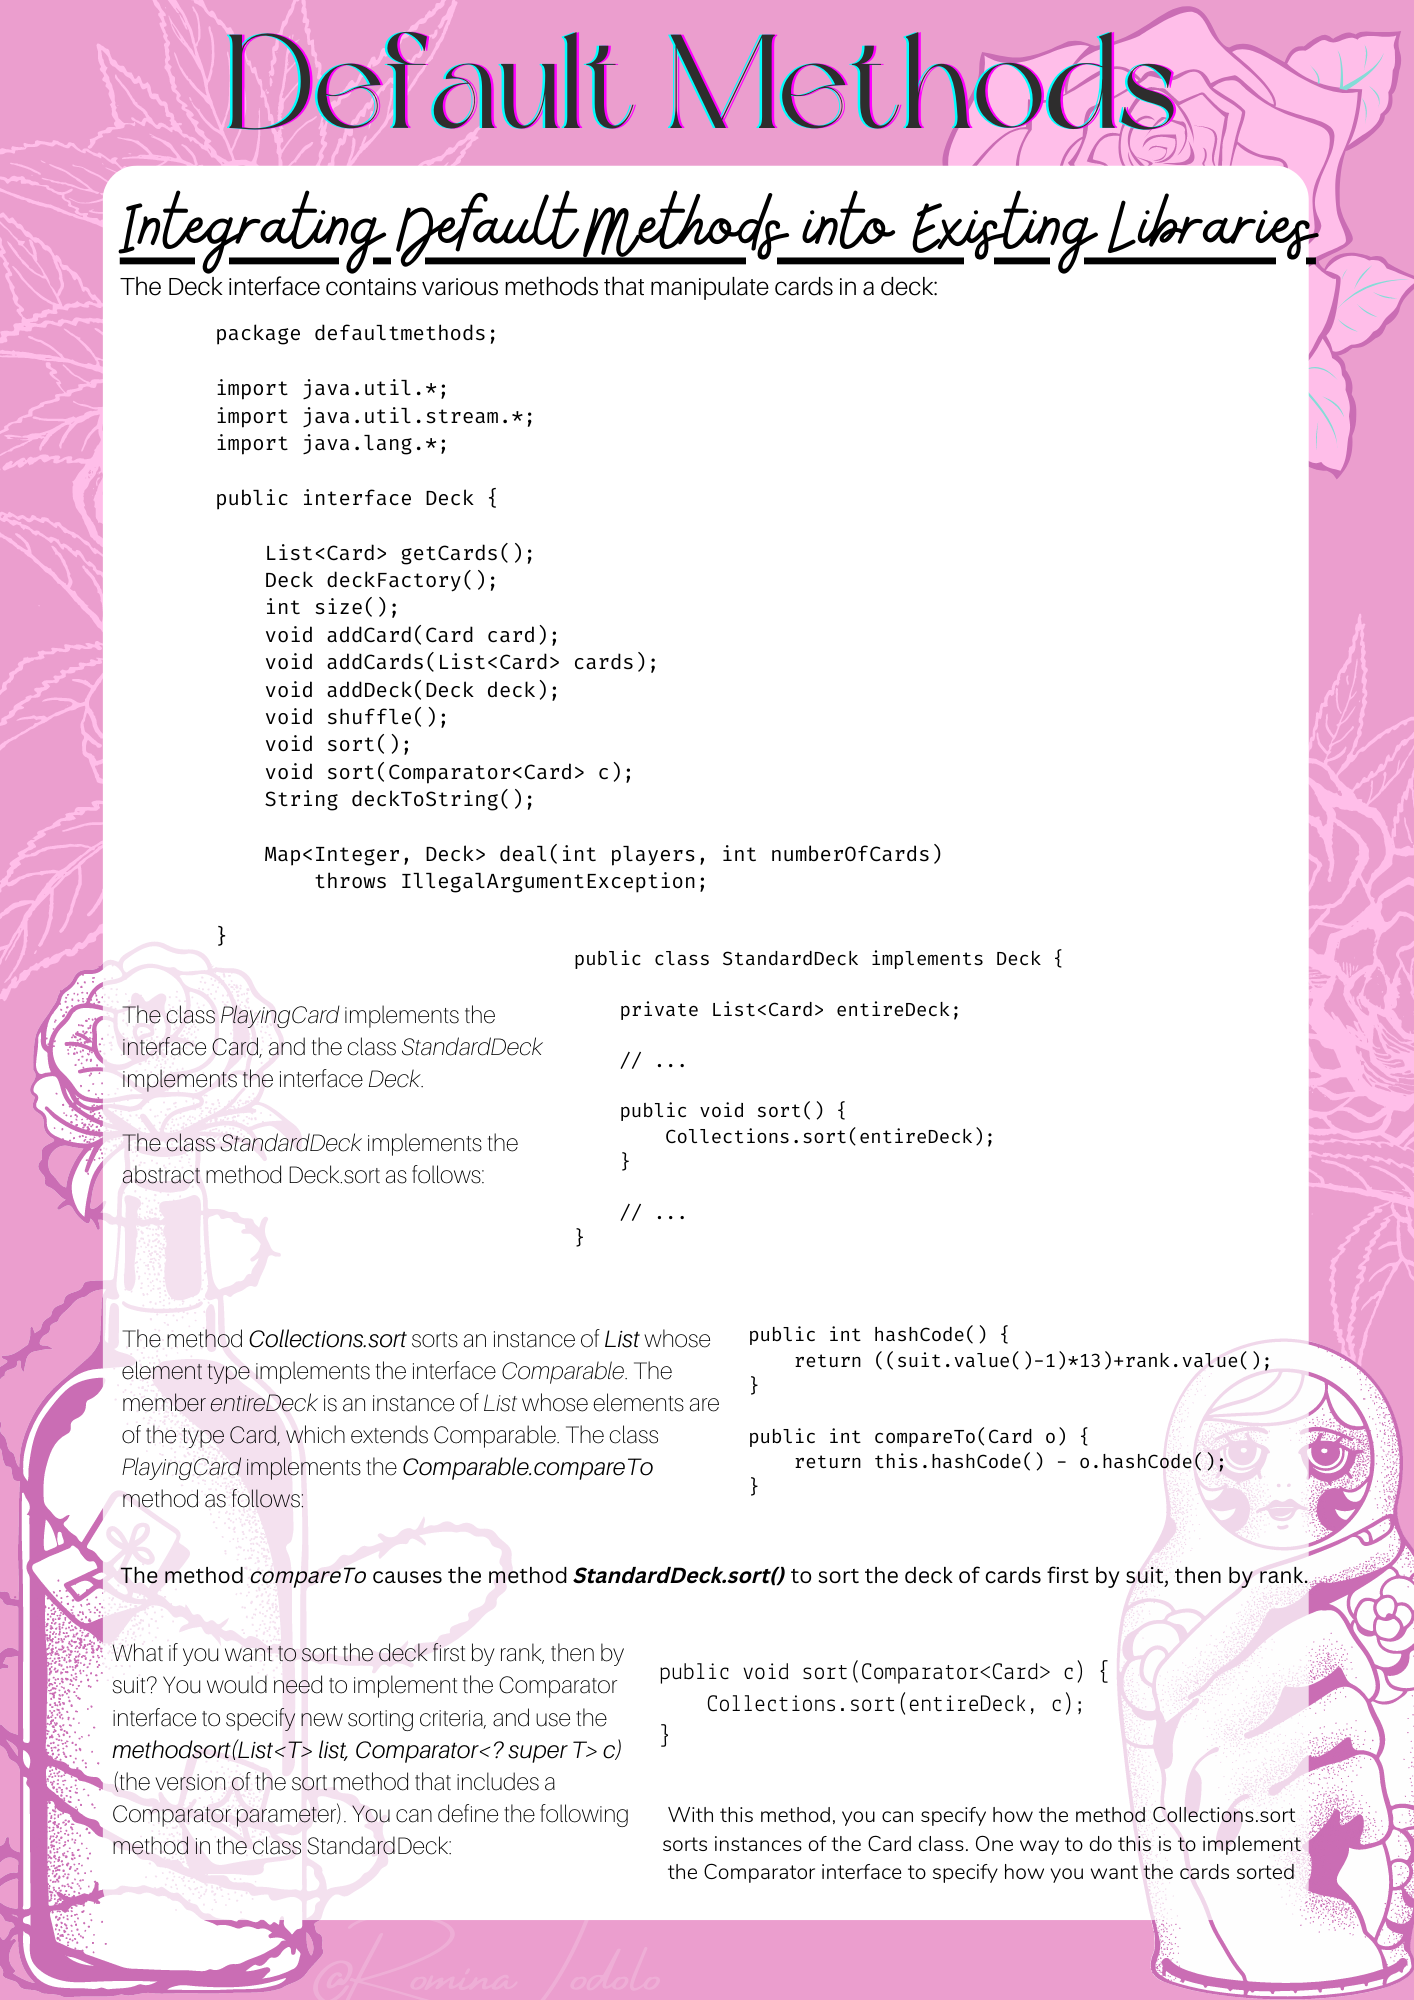 Default Methods
Integrating Default Methods into Existing Libraries
The Deck interface contains various methods that manipulate cards in a deck:
package defaultmethods;
import java.util.*;
import java.util.stream.*;
import java.lang.*;
public interface Deck {
List<Card> getCards();
Deck deckFactory();
int size();
void addCard(Card card);
void addCards(List<Card> cards);
void addDeck(Deck deck);
void shuffle();
void sort();
void sort(Comparator<Card> c);
String deckToString();
Map<Integer, Deck> deal(int players, int numberOfCards)
throws IllegalArgumentException;
}
The class PlayingCard implements the
interface Card, and the class StandardDeck
implements the interface Deck.
The class StandardDeck implements the
abstract method Deck.sort as follows:
public class StandardDeck implements Deck {
private List<Card> entireDeck;
// ...
public void sort() {
Collections.sort(entireDeck);
}
// ...
}
The method Collections.sort sorts an instance of List whose
element type implements the interface Comparable. The
member entireDeck is an instance of List whose elements are
of the type Card, which extends Comparable. The class
PlayingCard implements the Comparable.compareTo
method as follows:
public int hashCode() {
return ((suit.value()-1)*13)+rank.value();
}
public int compareTo(Card o) {
return this.hashCode() - o.hashCode();
}
The method compareTo causes the method StandardDeck.sort() to sort the deck of cards first by suit, then by rank.
What if you want to sort the deck first by rank, then by
suit? You would need to implement the Comparator
interface to specify new sorting criteria, and use the
methodsort(List<T> list, Comparator<? super T> c)
(the version of the sort method that includes a
Comparator parameter). You can define the following
method in the class StandardDeck:
public void sort(Comparator<Card> c) {
Collections.sort(entireDeck, c);
}
With this method, you can specify how the method Collections.sort
sorts instances of the Card class. One way to do this is to implement
the Comparator interface to specify how you want the cards sorted
@Romina Iodolo